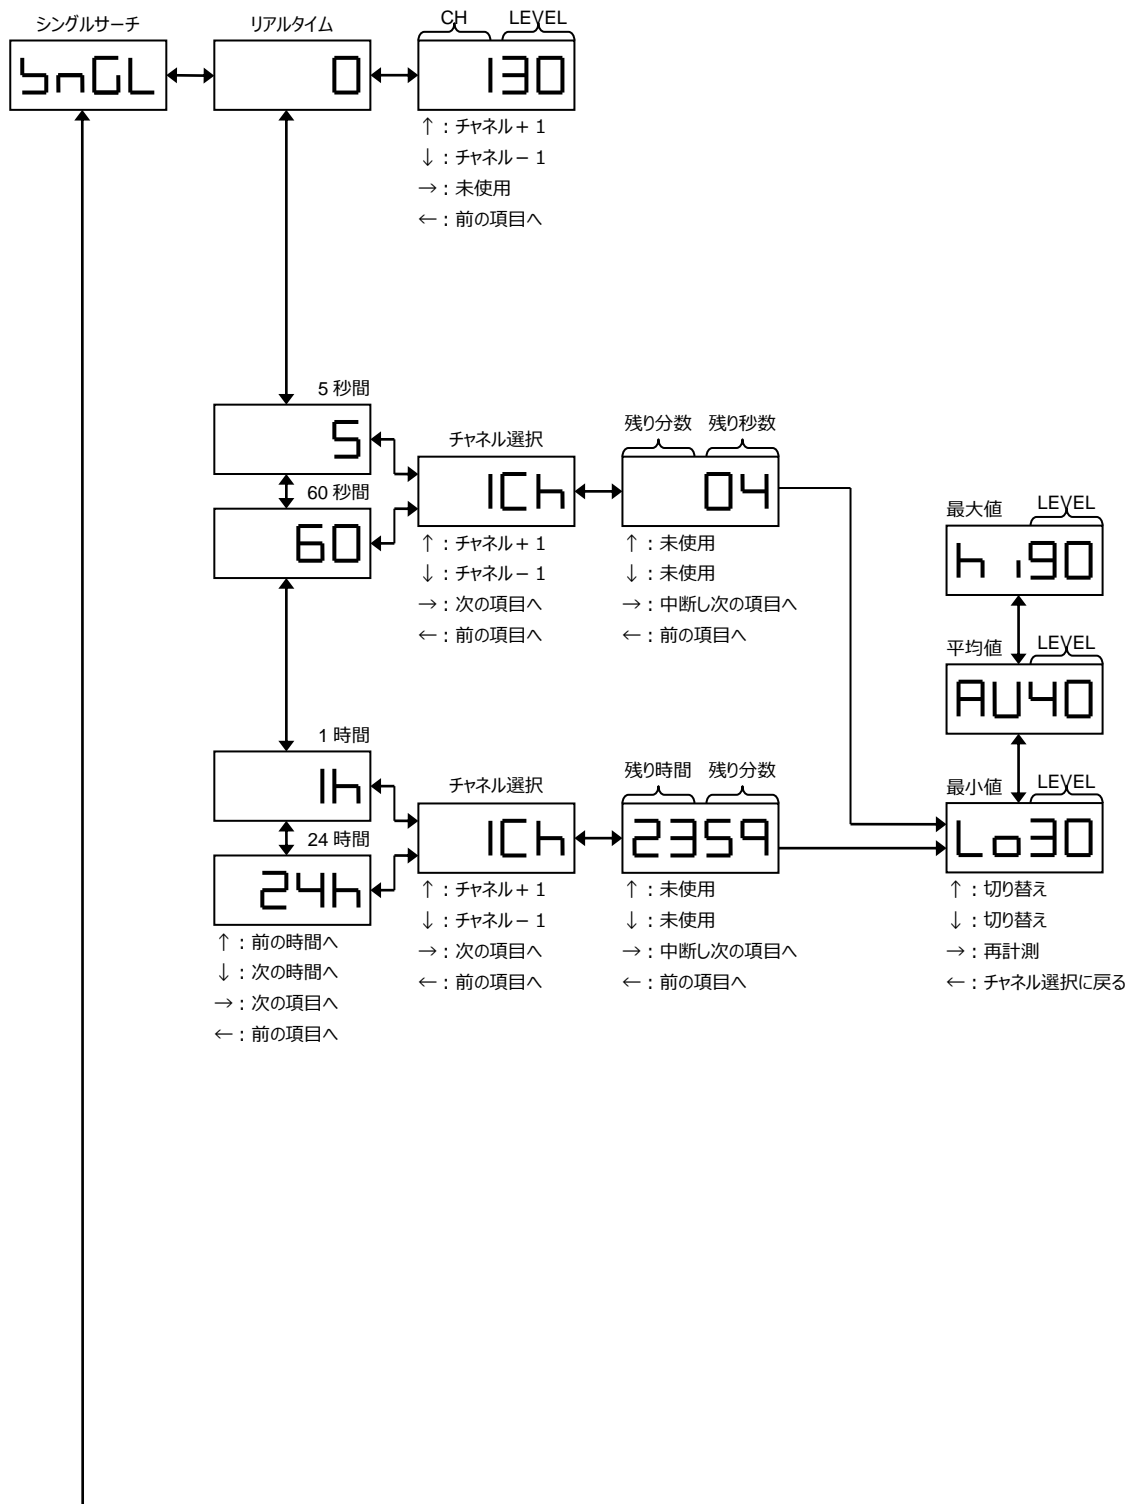 シングルサーチ
リアルタイム
CH LEVEL
SnGL
0
130
↑：チャネル＋1
↓：チャネル－1
→：未使用
←：前の項目へ
5 秒間
5
60 秒間
60
チャネル選択
1Ch
↑：チャネル＋1
↓：チャネル－1
→：次の項目へ
←：前の項目へ
残り分数 残り秒数
04
↑：未使用
↓：未使用
→：中断し次の項目へ
←：前の項目へ
最大値 LEVEL
hi90
平均値 LEVEL
AU40
最小値 LEVEL
Lo30
↑：切り替え
↓：切り替え
→：再計測
←：チャネル選択に戻る
1 時間
1h
24 時間
24h
↑：前の時間へ
↓：次の時間へ
→：次の項目へ
←：前の項目へ
チャネル選択
1Ch
↑：チャネル＋1
↓：チャネル－1
→：次の項目へ
←：前の項目へ
残り時間 残り分数
2359
↑：未使用
↓：未使用
→：中断し次の項目へ
←：前の項目へ